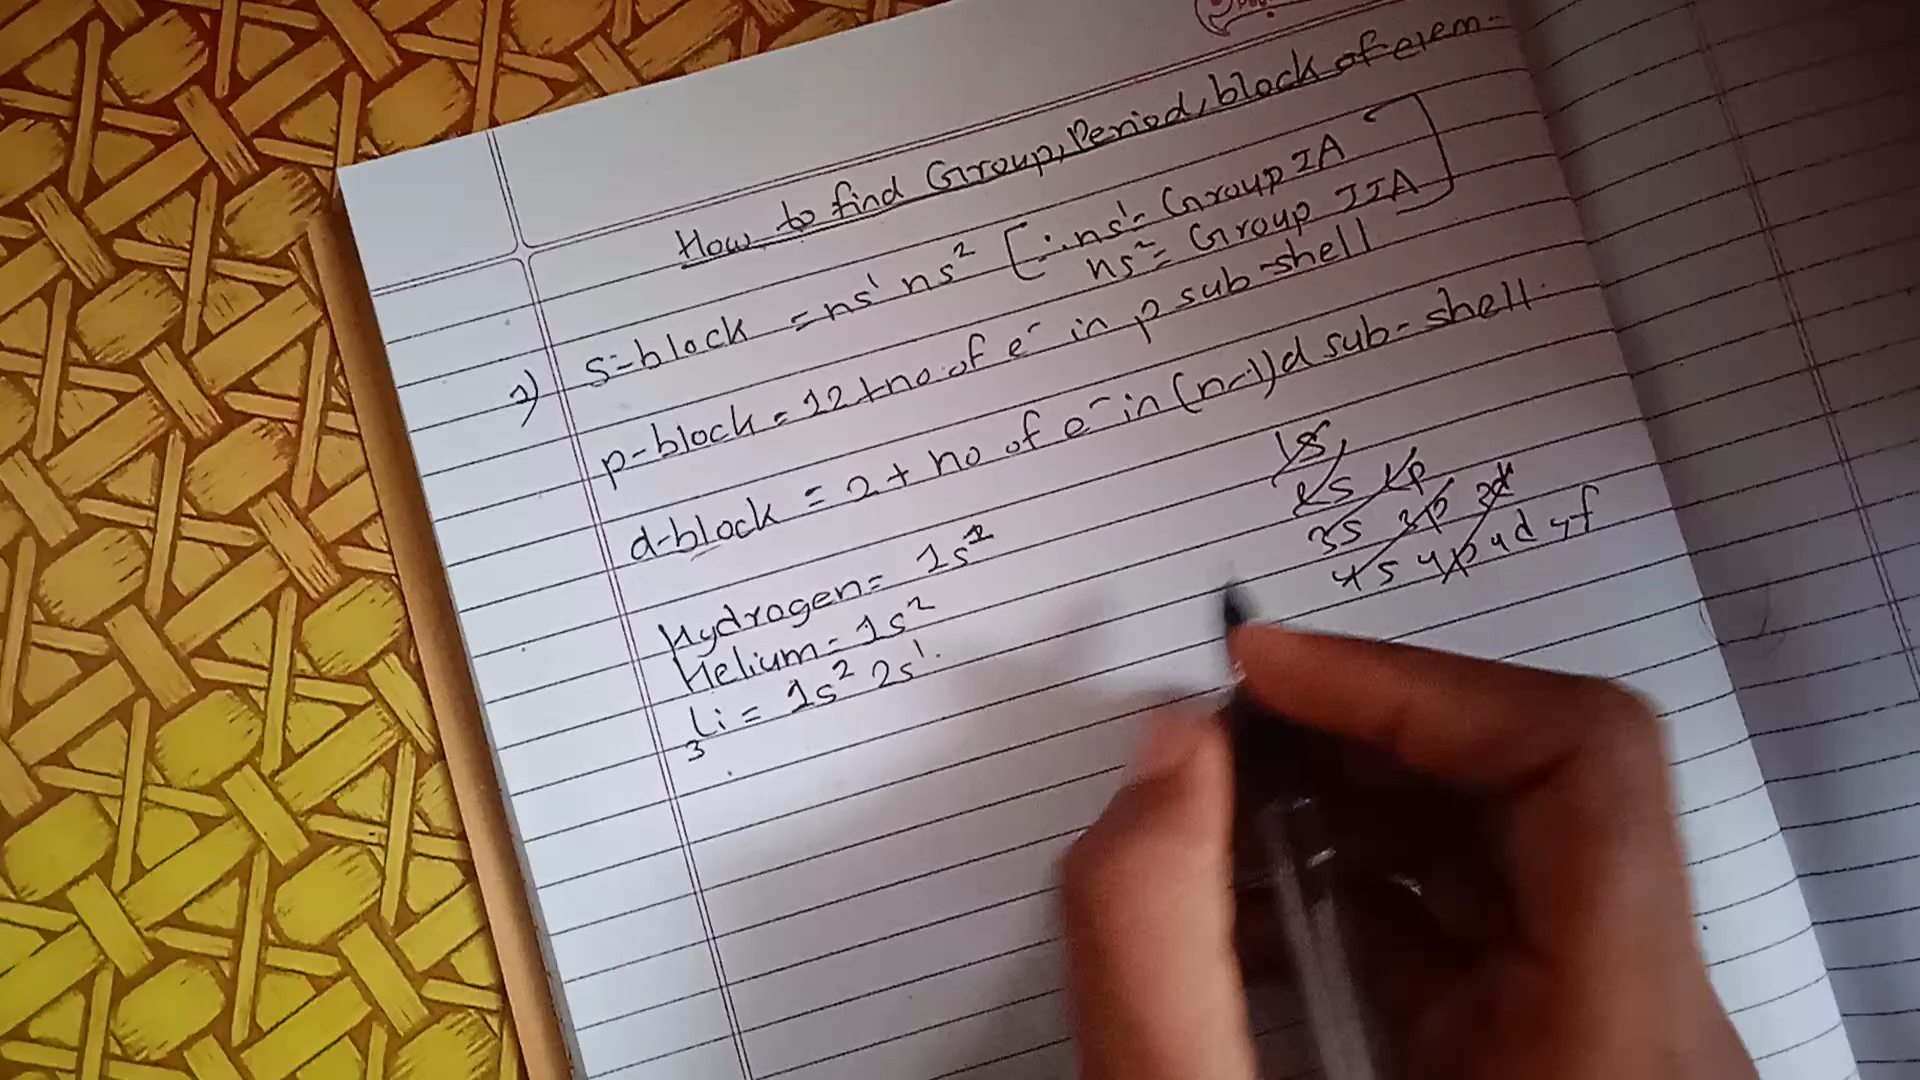 How to find Group, Period, block of elem-
1) s-block = ns¹ ns² [∵ ns¹ = Group IA
ns² = Group IIA]
p-block = 12 + no of e⁻ in p sub-shell
d-block = 2 + no of e⁻ in (n-1)d sub-shell.
Hydrogen = 1s²
Helium = 1s²
₃Li = 1s² 2s¹.
1s,
2s 2p
3s 3p 3d
4s 4p 4d 4f